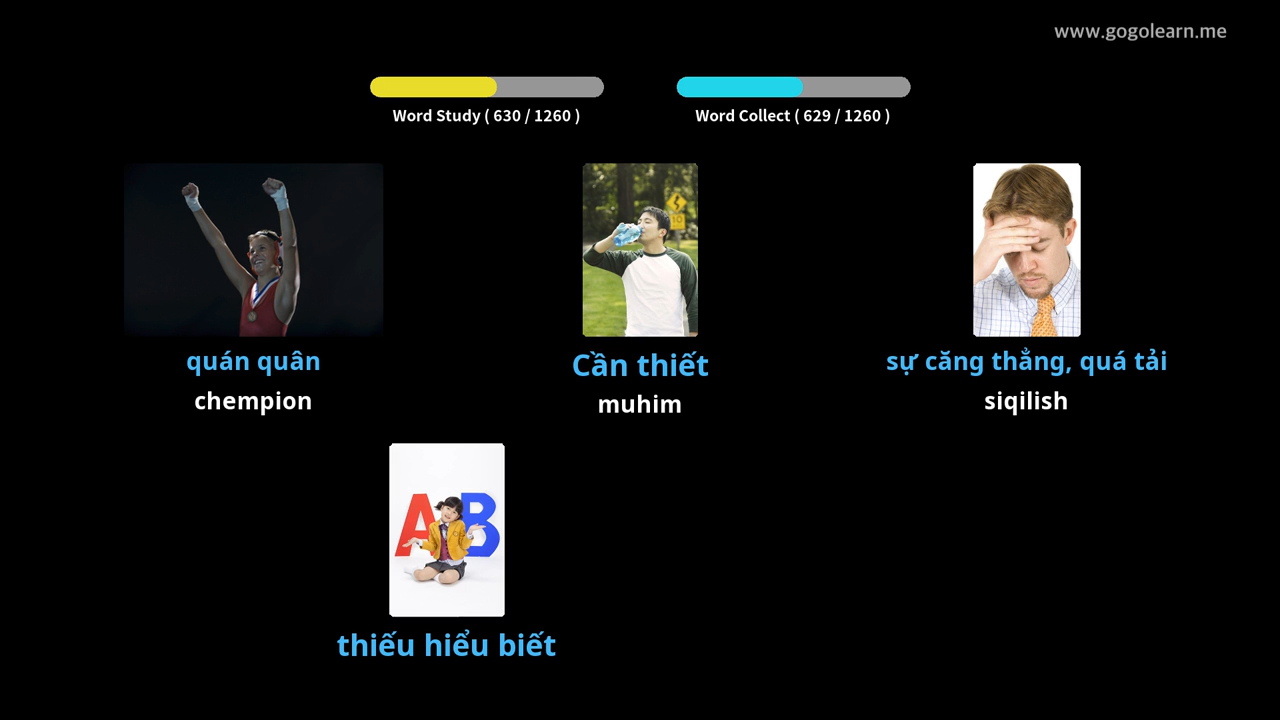 www.gogolearn.me
Word Study ( 630 / 1260 )
Word Collect ( 629 / 1260 )
quán quân
chempion
Cần thiết
muhim
sự căng thẳng, quá tải
siqilish
A B
thiếu hiểu biết